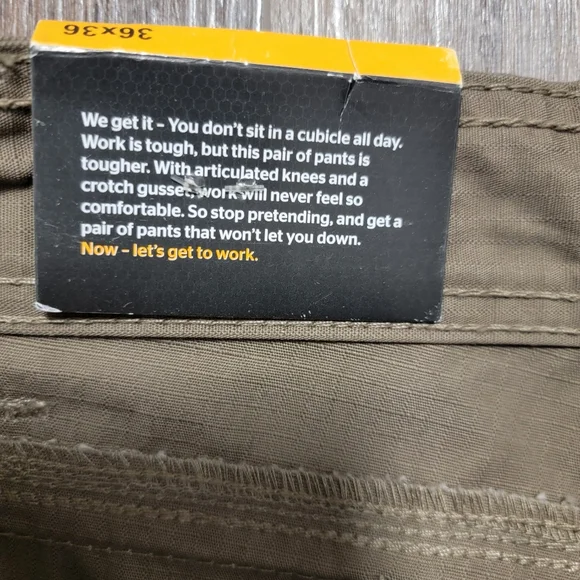 36x36
We get it – You don't sit in a cubicle all day.
Work is tough, but this pair of pants is
tougher. With articulated knees and a
crotch gusset, work will never feel so
comfortable. So stop pretending, and get a
pair of pants that won't let you down.
Now – let's get to work.